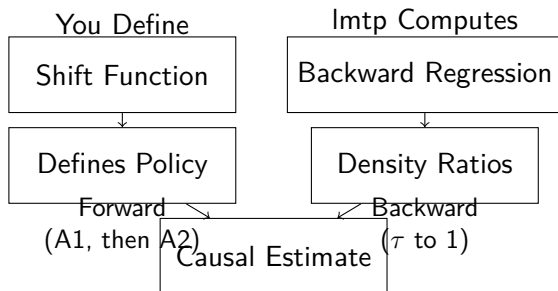 You Define
lmtp Computes
Shift Function
Backward Regression
Defines Policy
Density Ratios
Forward
(A1, then A2)
Backward
(τ to 1)
Causal Estimate